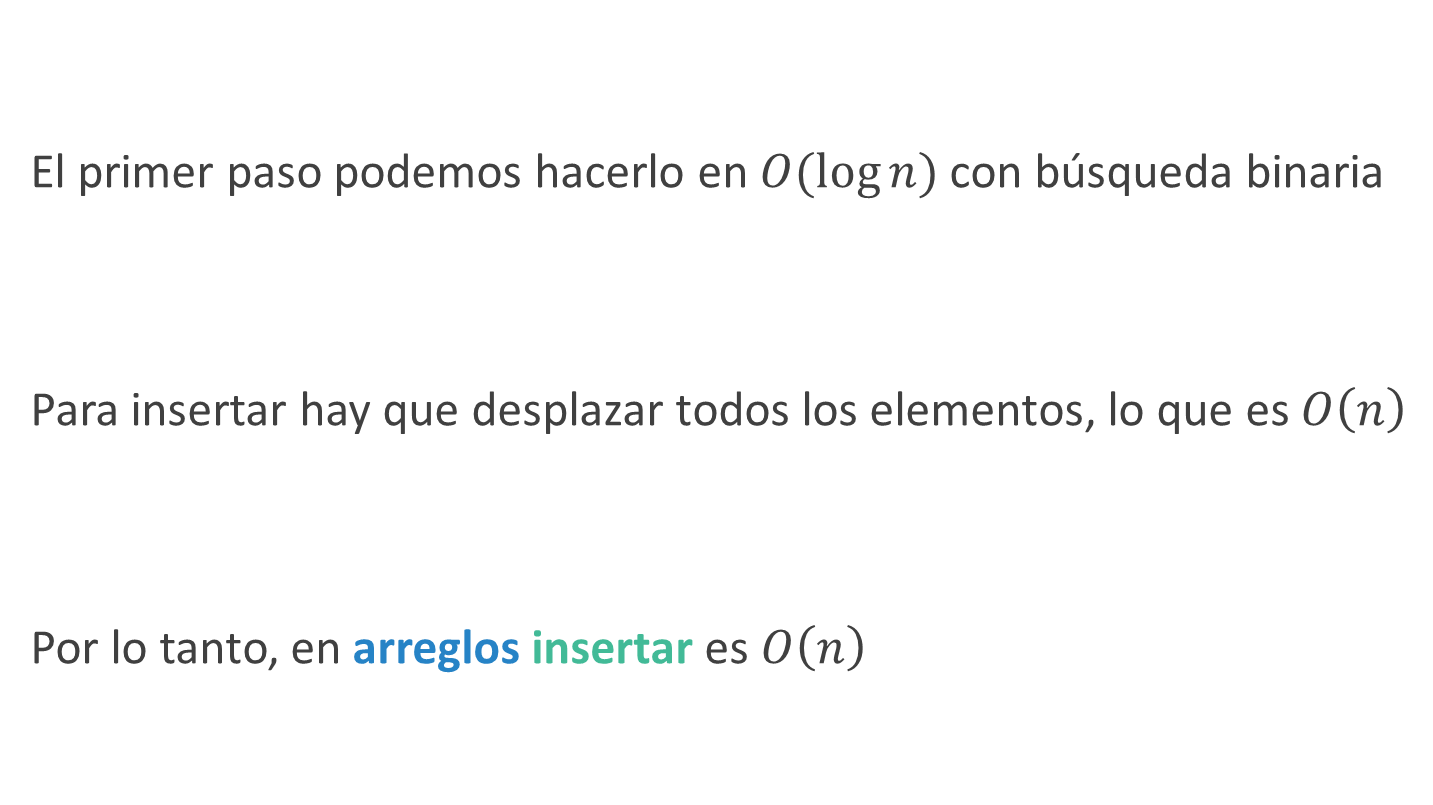 El primer paso podemos hacerlo en O(log n) con búsqueda binaria
Para insertar hay que desplazar todos los elementos, lo que es O(n)
Por lo tanto, en arreglos insertar es O(n)